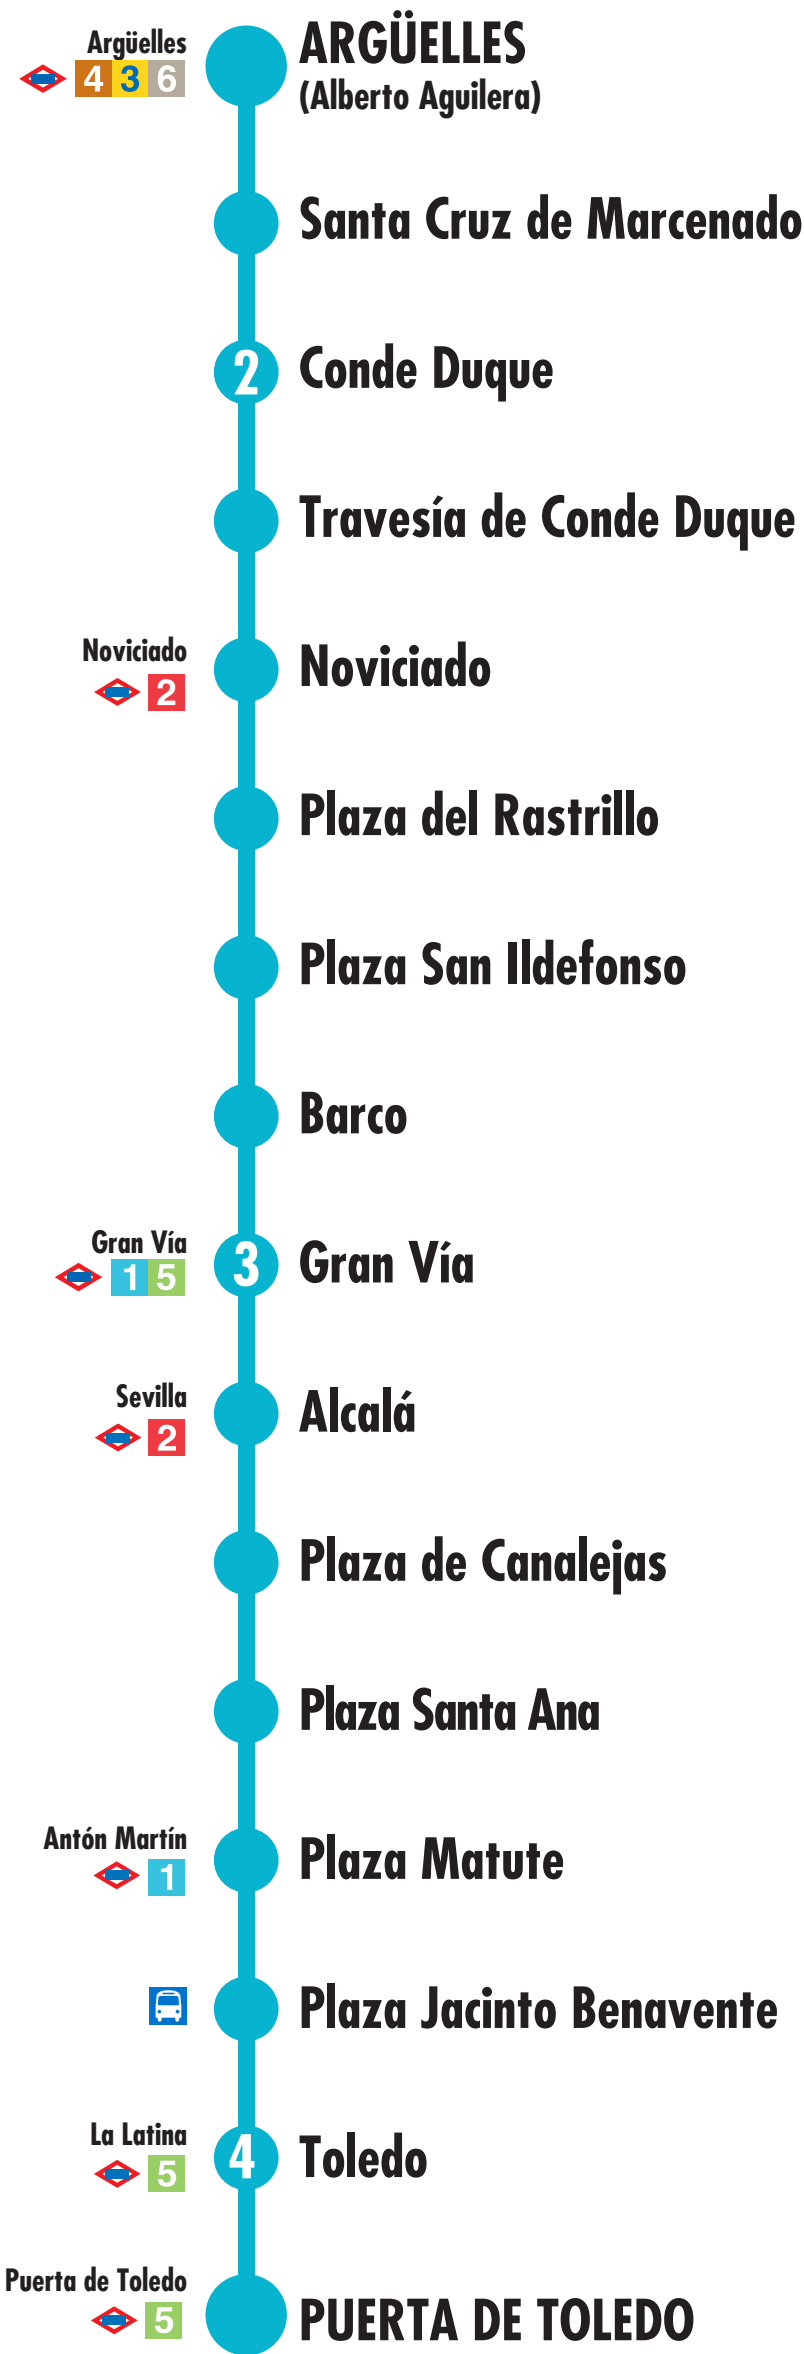 Argüelles
4 3 6
ARGÜELLES
(Alberto Aguilera)
Santa Cruz de Marcenado
2 Conde Duque
Travesía de Conde Duque
Noviciado
2
Noviciado
Plaza del Rastrillo
Plaza San Ildefonso
Barco
Gran Vía
1 5
3 Gran Vía
Sevilla
2
Alcalá
Plaza de Canalejas
Plaza Santa Ana
Antón Martín
1
Plaza Matute
Plaza Jacinto Benavente
La Latina
5
4 Toledo
Puerta de Toledo
5
PUERTA DE TOLEDO